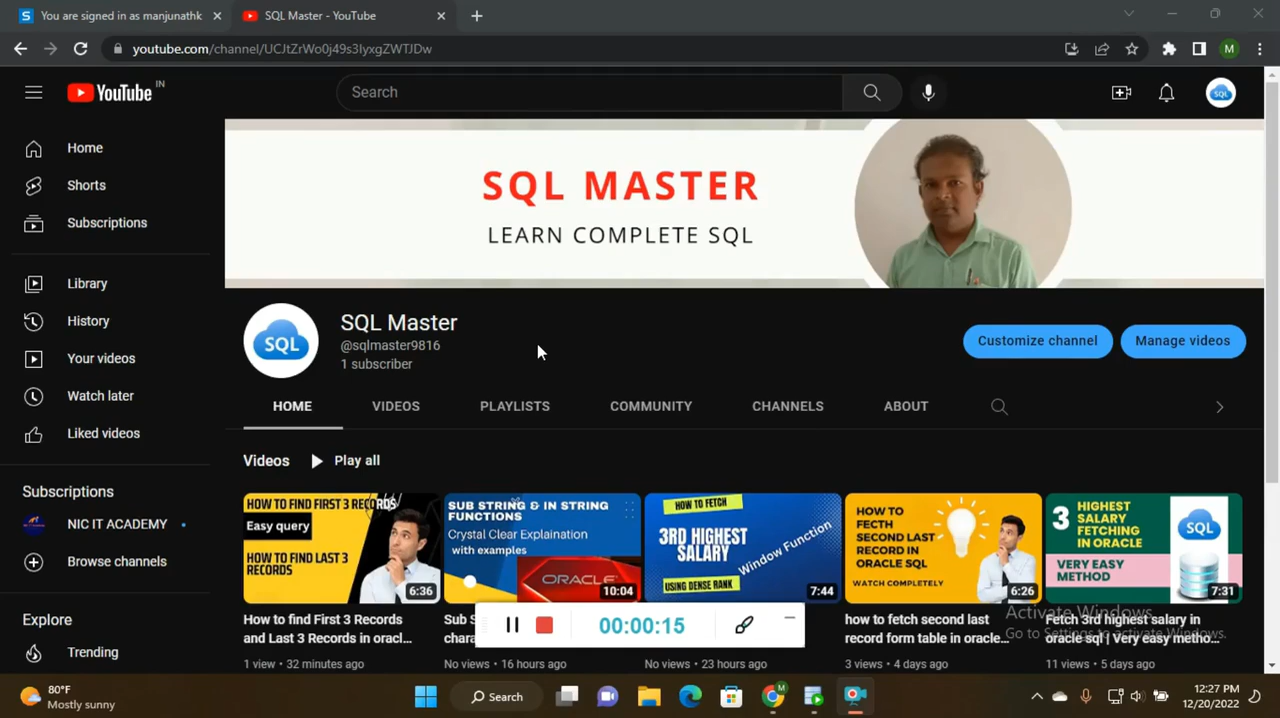 You are signed in as manjunathk
SQL Master - YouTube
youtube.com/channel/UCJtZrWo0j49s3IyxgZWTJDw
M
YouTube IN
Search
SQL
Home
Shorts
Subscriptions
Library
History
Your videos
Watch later
Liked videos
Subscriptions
NIC IT ACADEMY
Browse channels
Explore
Trending
SQL MASTER
LEARN COMPLETE SQL
SQL
SQL Master
@sqlmaster9816
1 subscriber
Customize channel
Manage videos
HOME
VIDEOS
PLAYLISTS
COMMUNITY
CHANNELS
ABOUT
Videos
Play all
HOW TO FIND FIRST 3 RECORDS
Easy query
HOW TO FIND LAST 3
RECORDS
6:36
How to find First 3 Records
and Last 3 Records in oracl...
1 view • 32 minutes ago
SUB STRING & IN STRING
FUNCTIONS
Crystal Clear Explaination
with examples
ORACLE
10:04
Sub S
chara
No views • 16 hours ago
HOW TO FETCH
3RD HIGHEST
SALARY
Window Function
USING DENSE RANK
7:44
No views • 23 hours ago
HOW TO
FECTH
SECOND LAST
RECORD IN
ORACLE SQL
WATCH COMPLETELY
6:26
how to fetch second last
record form table in oracle...
3 views • 4 days ago
3 HIGHEST
SALARY
FETCHING
IN ORACLE
VERY EASY
METHOD
SQL
7:31
Fetch 3rd highest salary in
oracle sql | Very easy metho...
11 views • 5 days ago
00:00:15
Activate Windows
Go to Settings to activate Windows.
80°F
Mostly sunny
Search
M
12:27 PM
12/20/2022